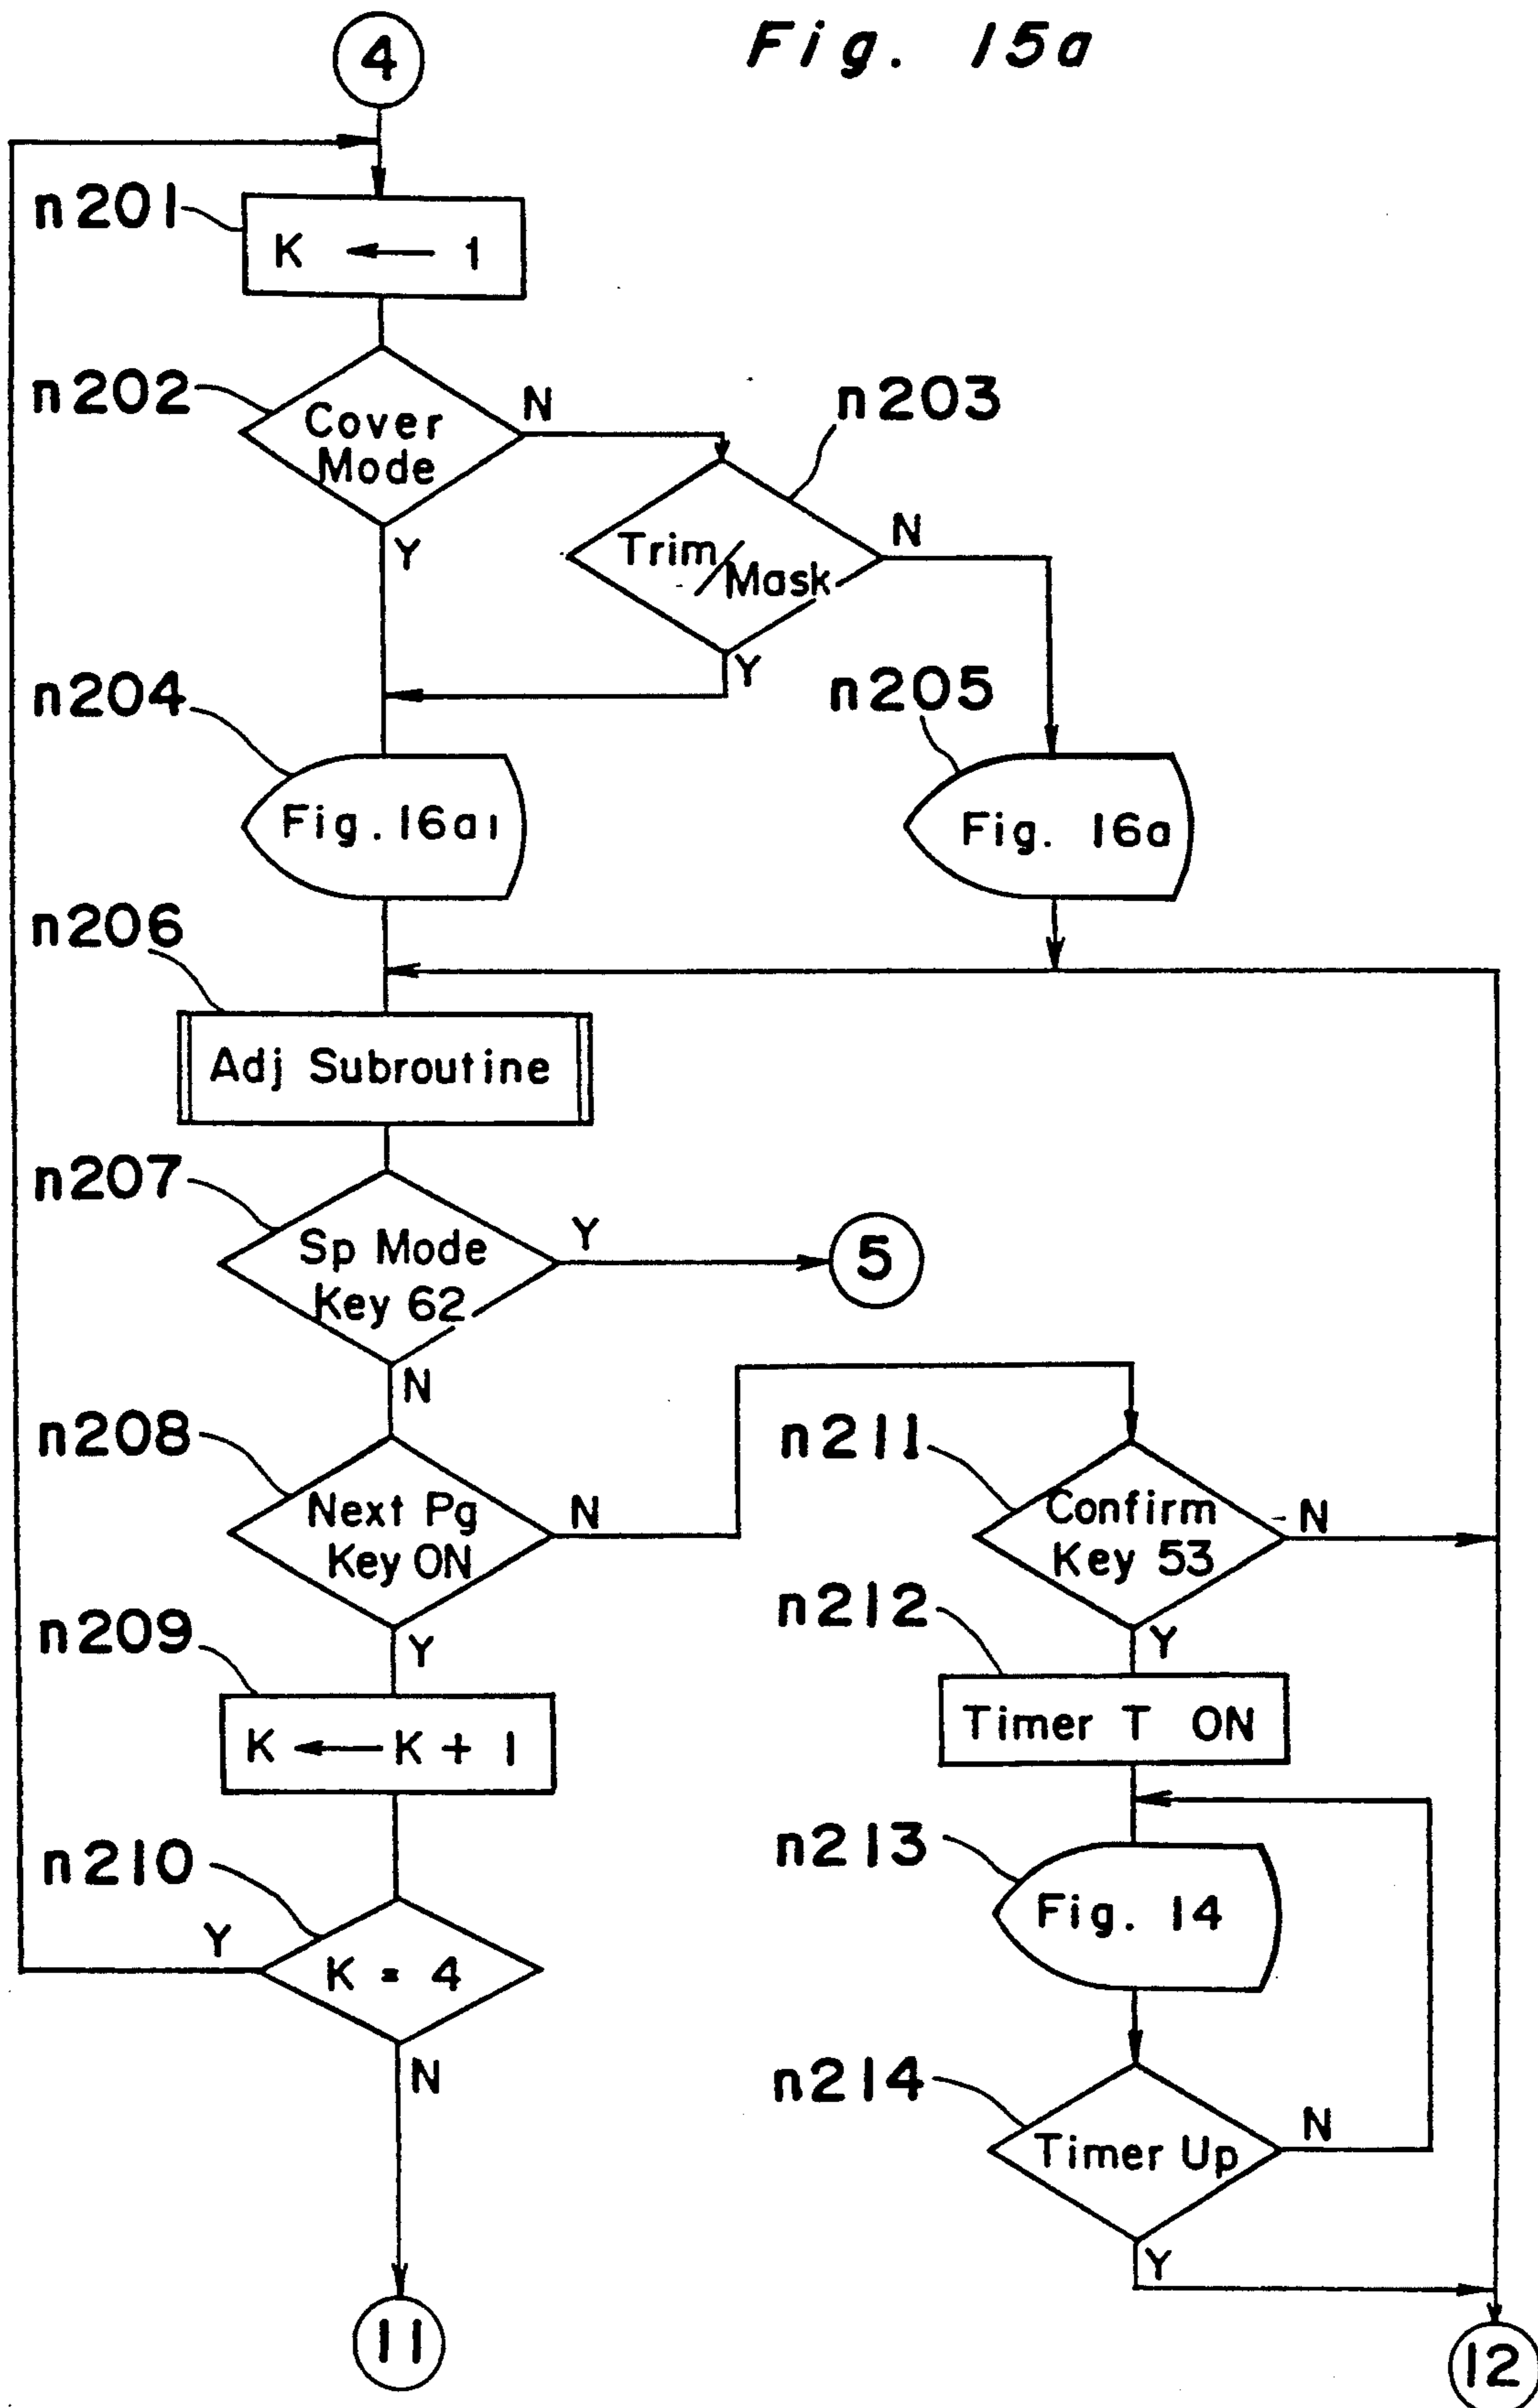 Fig. 15a
4
n201
K ← 1
n202
Cover
Mode
N
Y
n203
Trim/Mask
N
Y
n204
Fig. 16a1
n205
Fig. 16a
n206
Adj Subroutine
n207
Sp Mode
Key 62
Y
5
N
n208
Next Pg
Key ON
N
Y
n211
Confirm
Key 53
N
Y
n209
K ← K + 1
n212
Timer T ON
n210
Y
K = 4
N
n213
Fig. 14
n214
Timer Up
N
Y
11
12